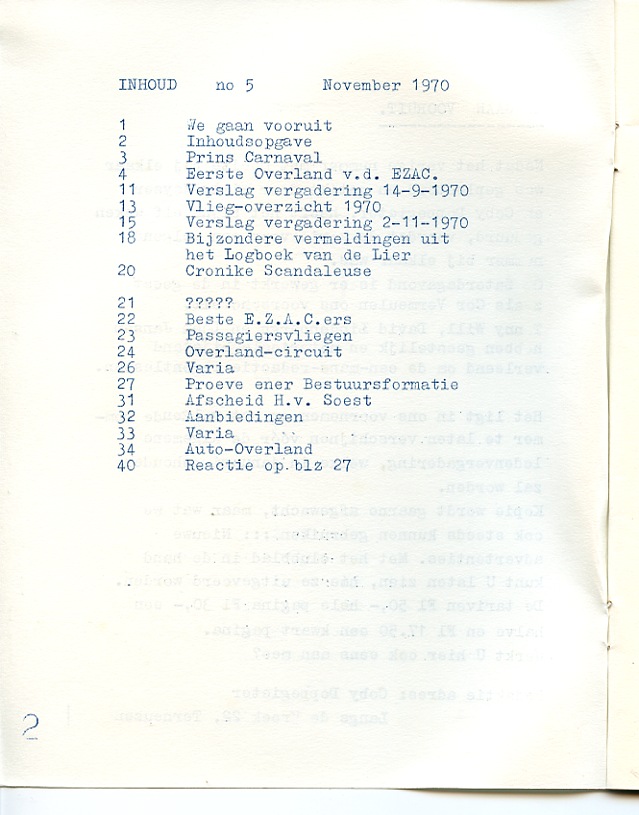 INHOUD no 5 November 1970
1 We gaan vooruit
2 Inhoudsopgave
3 Prins Carnaval
4 Eerste Overland v.d. EZAC.
11 Verslag vergadering 14-9-1970
13 Vlieg-overzicht 1970
15 Verslag vergadering 2-11-1970
18 Bijzondere vermeldingen uit
het Logboek van de Lier
20 Cronike Scandaleuse
21 ?????
22 Beste E.Z.A.C.ers
23 Passagiersvliegen
24 Overland-circuit
26 Varia
27 Proeve ener Bestuursformatie
31 Afscheid H.v. Soest
32 Aanbiedingen
33 Varia
34 Auto-Overland
40 Reactie op blz 27
2